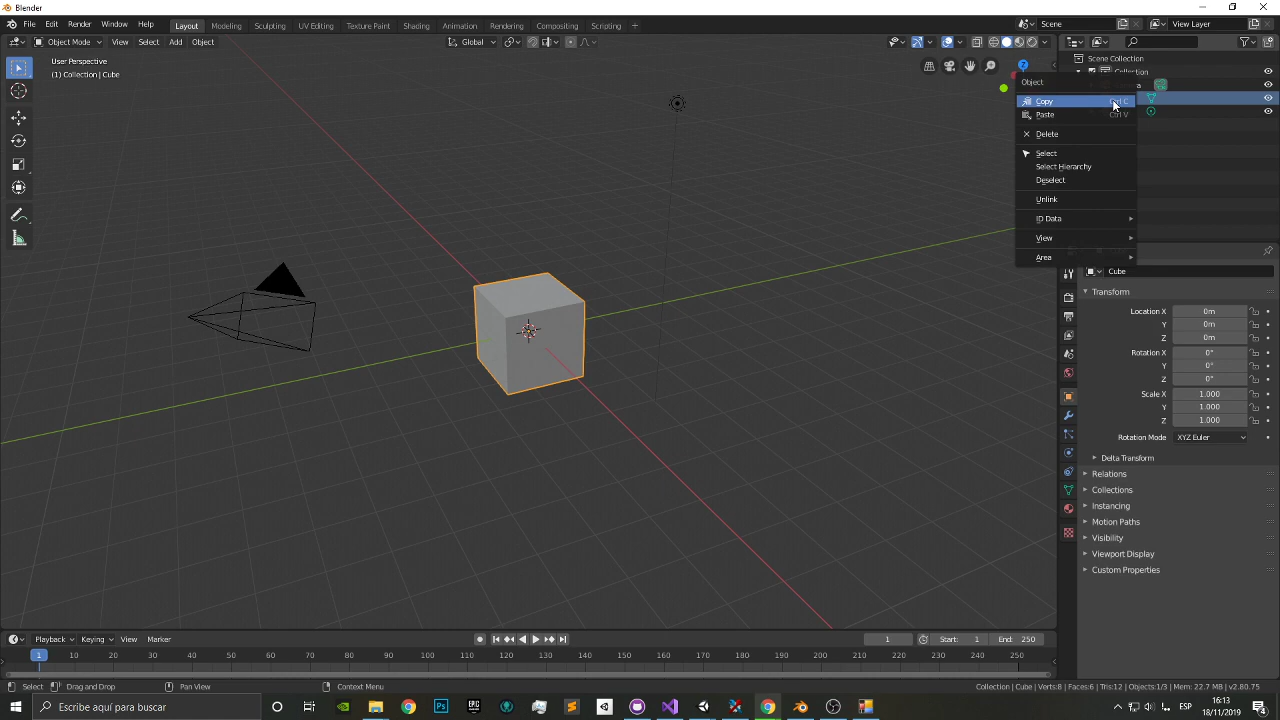 Blender
File Edit Render Window Help
Layout Modeling Sculpting UV Editing Texture Paint Shading Animation Rendering Compositing Scripting +
Scene
View Layer
Object Mode View Select Add Object
Global
User Perspective
(1) Collection | Cube
Z
Scene Collection
Collection
Object
Copy Ctrl C
Paste Ctrl V
Delete
Select
Select Hierarchy
Deselect
Unlink
ID Data
View
Area
Cube
Transform
Location X 0m
Y 0m
Z 0m
Rotation X 0°
Y 0°
Z 0°
Scale X 1.000
Y 1.000
Z 1.000
Rotation Mode XYZ Euler
Delta Transform
Relations
Collections
Instancing
Motion Paths
Visibility
Viewport Display
Custom Properties
Playback Keying View Marker
1 Start: 1 End: 250
1 10 20 30 40 50 60 70 80 90 100 110 120 130 140 150 160 170 180 190 200 210 220 230 240 250
Select Drag and Drop Pan View Context Menu
Collection | Cube | Verts:8 | Faces:6 | Tris:12 | Objects:1/3 | Mem: 22.7 MB | v2.80.75
Escribe aquí para buscar
Ps
ESP
16:13
18/11/2019